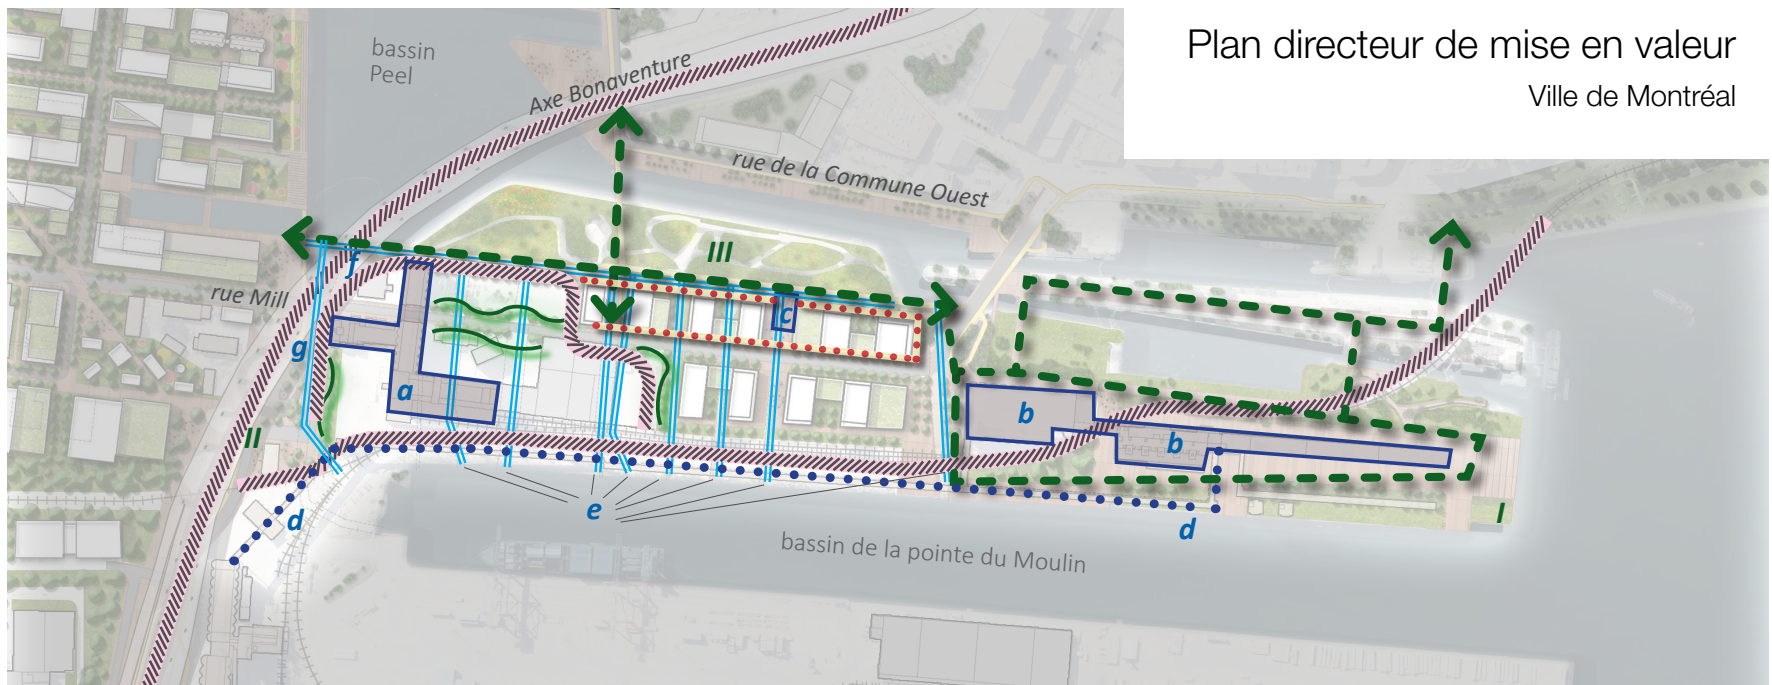 Plan directeur de mise en valeur
Ville de Montréal
bassin
Peel
Axe Bonaventure
rue de la Commune Ouest
III
f
rue Mill
c
g
a
b
b
II
e
d
d
I
bassin de la pointe du Moulin